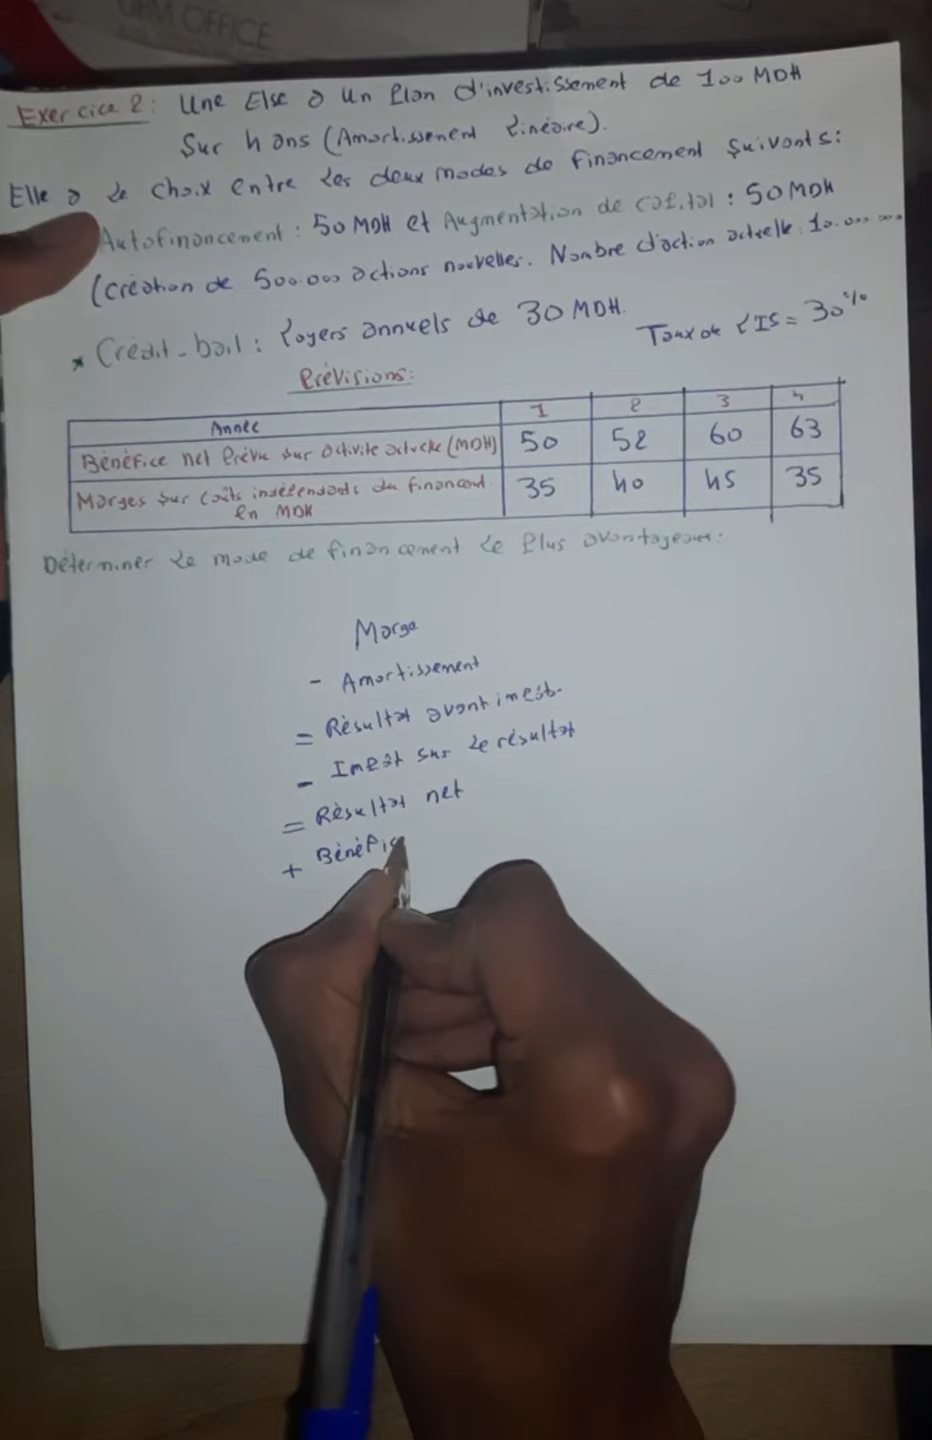 UPM OFFICE
Exercice 2: Une Else a un Plan d'investissement de 100 MDH
Sur 4 ans (Amortissement linéaire).
Elle a le choix entre les deux modes de financement suivants:
Autofinancement : 50 MDH et Augmentation de capital : 50 MDH
(création de 500.000 actions nouvelles. Nombre d'action actuelle: 10.000 000
* Crédit-bail : loyers annuels de 30 MDH.
Taux de l'IS = 30%
Prévisions:
Année 1 2 3 4
Bénéfice net prévu sur activité actuelle (MDH) 50 52 60 63
Marges sur coûts indépendants du financement 35 40 45 35
en MDH
Déterminer le mode de financement le plus avantageux:
Marge
- Amortissement
= Résultat avant impôt
- Impôt sur le résultat
= Résultat net
+ Bénéfic